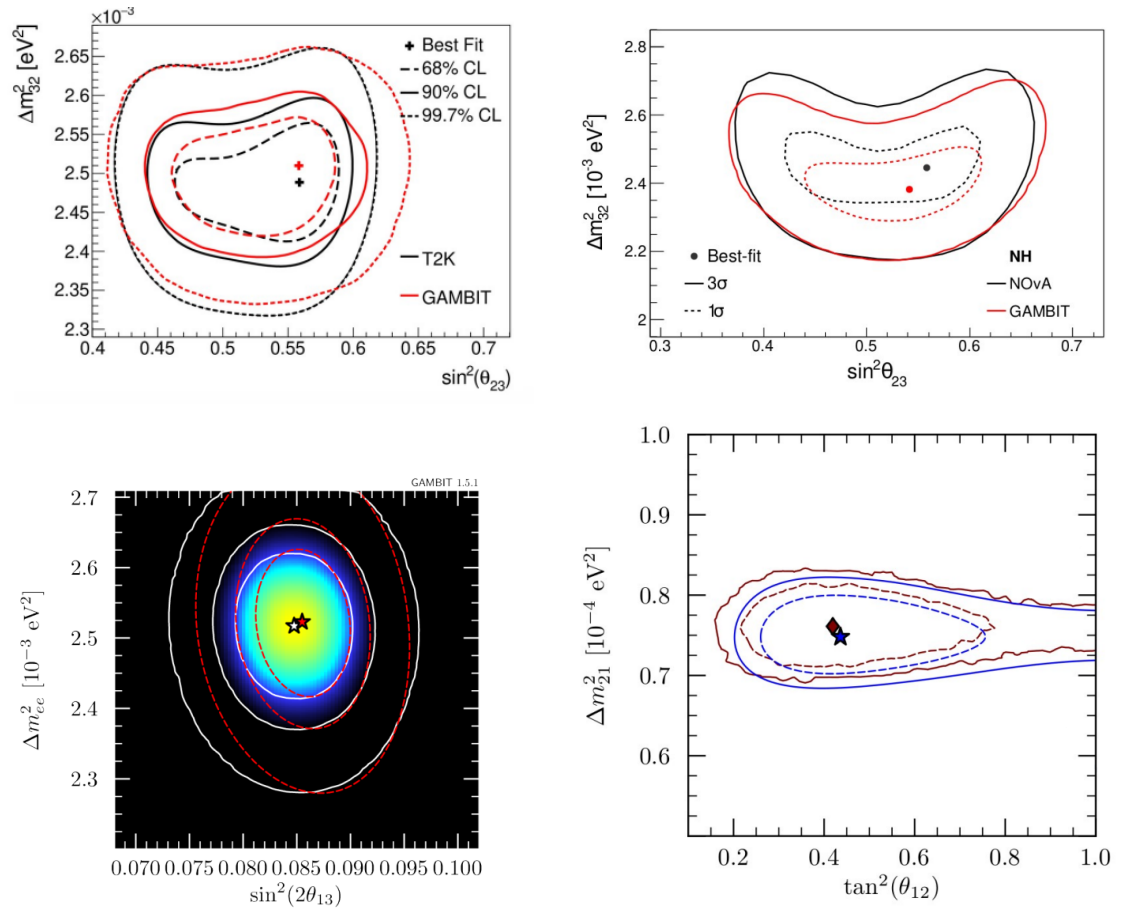 ×10⁻³
Δm²₃₂ [eV²]
2.65
2.6
2.55
2.5
2.45
2.4
2.35
2.3
0.4 0.45 0.5 0.55 0.6 0.65 0.7
sin²(θ₂₃)
Best Fit
68% CL
90% CL
99.7% CL
T2K
GAMBIT
Δm²₃₂ [10⁻³ eV²]
2.8
2.6
2.4
2.2
2
0.3 0.4 0.5 0.6 0.7
sin²θ₂₃
Best-fit
3σ
1σ
NH
NOvA
GAMBIT
GAMBIT 1.5.1
Δm²ₑₑ [10⁻³ eV²]
2.7
2.6
2.5
2.4
2.3
0.070 0.075 0.080 0.085 0.090 0.095 0.100
sin²(2θ₁₃)
Δm²₂₁ [10⁻⁴ eV²]
1.0
0.9
0.8
0.7
0.6
0.2 0.4 0.6 0.8 1.0
tan²(θ₁₂)